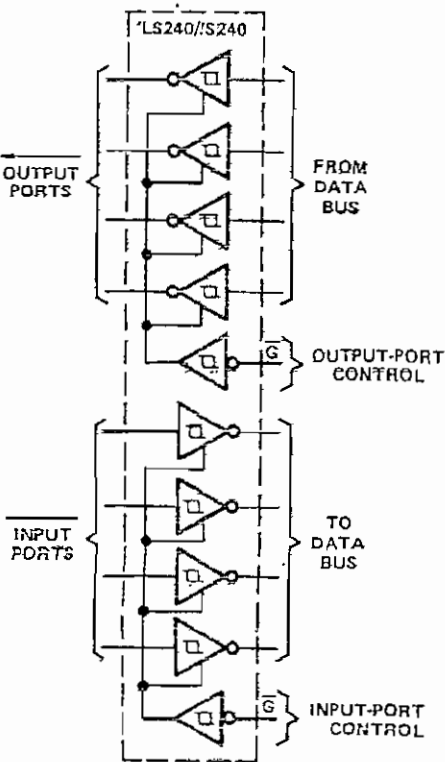 'LS240/'S240
OUTPUT
PORTS
FROM
DATA
BUS
G
OUTPUT-PORT
CONTROL
INPUT
PORTS
TO
DATA
BUS
G
INPUT-PORT
CONTROL